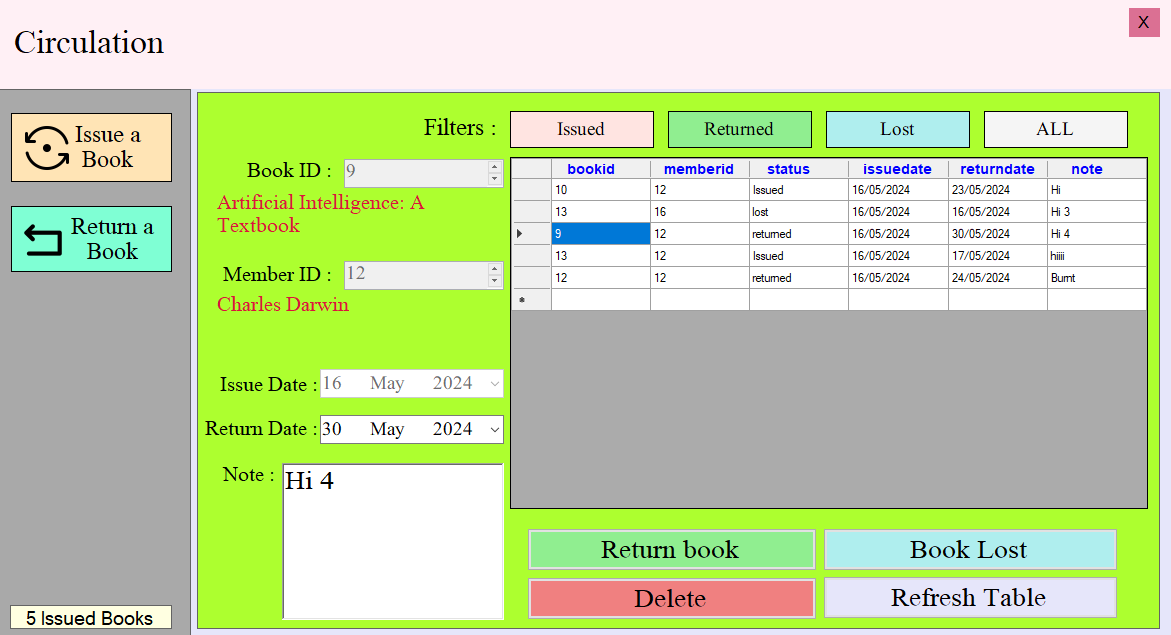 X
Circulation
Issue a
Book
Return a
Book
5 Issued Books
Filters :
Issued
Returned
Lost
ALL
Book ID :
9
Artificial Intelligence: A
Textbook
Member ID :
12
Charles Darwin
Issue Date :
16 May 2024
Return Date :
30 May 2024
Note :
Hi 4
bookid memberid status issuedate returndate note
10 12 Issued 16/05/2024 23/05/2024 Hi
13 16 lost 16/05/2024 16/05/2024 Hi 3
9 12 returned 16/05/2024 30/05/2024 Hi 4
13 12 Issued 16/05/2024 17/05/2024 hiiii
12 12 returned 16/05/2024 24/05/2024 Burnt
Return book
Book Lost
Delete
Refresh Table